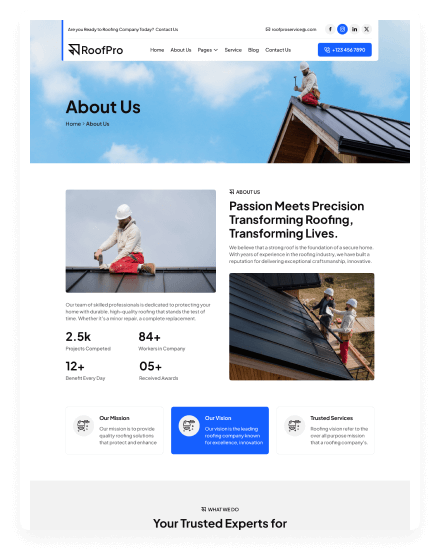 Are you Ready to Roofing Company Today? Contact Us
roofproservice@r.com
RoofPro
Home About Us Pages Service Blog Contact Us
+123 456 7890
About Us
Home > About Us
ABOUT US
Passion Meets Precision
Transforming Roofing,
Transforming Lives.
We believe that a strong roof is the foundation of a secure home.
With years of experience in the roofing industry, we have built a
reputation for delivering exceptional craftsmanship, innovative.
Our team of skilled professionals is dedicated to protecting your
home with durable, high-quality roofing that stands the test of
time. Whether it's a minor repair, a complete replacement.
2.5k
84+
Projects Competed
Workers in Company
12+
05+
Benefit Every Day
Received Awards
Our Mission
Our mission is to provide
quality roofing solutions
that protect and enhance
Our Vision
Our vision is the leading
roofing company known
for excellence, innovation
Trusted Services
Roofing vision refer to the
over all purpose mission
that a roofing company's.
WHAT WE DO
Your Trusted Experts for